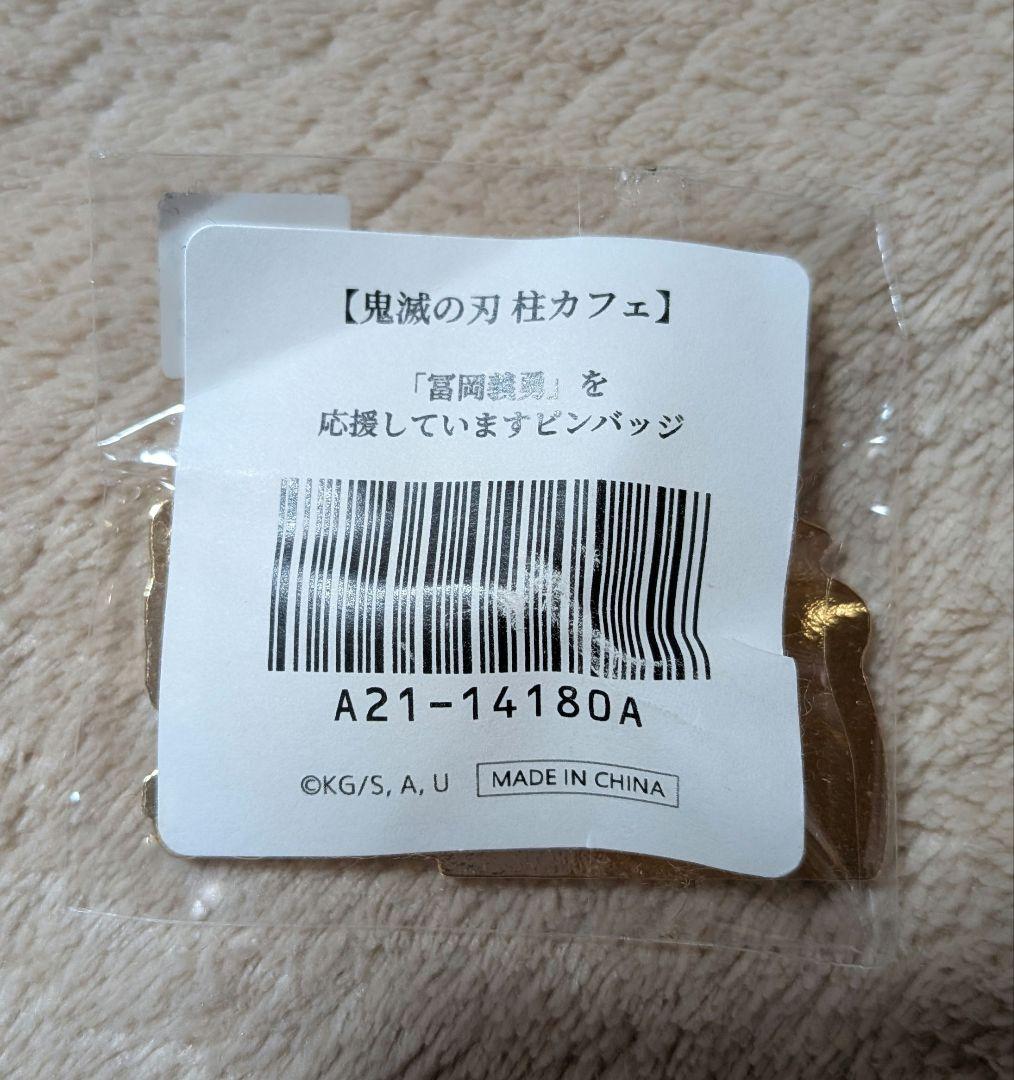 【鬼滅の刃 柱カフェ】
「冨岡義勇」を
応援していますピンバッジ
A21-14180A
©KG/S, A, U
MADE IN CHINA